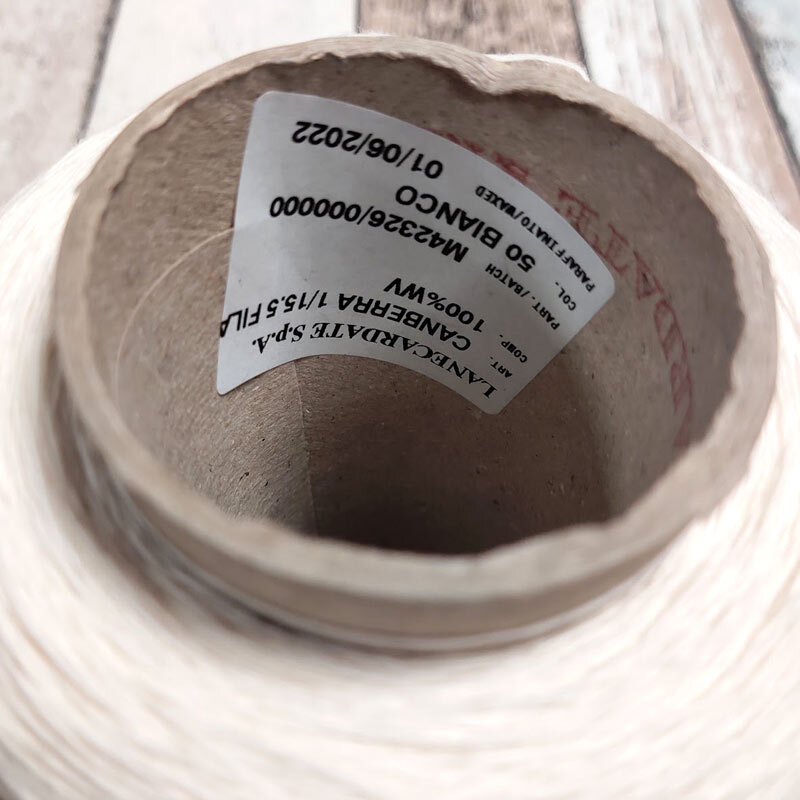 LANECARDATE S.p.A.
ART. CANBERRA 1/15.5 FILA
COMP. 100%WV
PART./BATCH M42326/000000
COL. 50 BIANCO
PARAFFINATO/WAXED 01/06/2022
RDATE